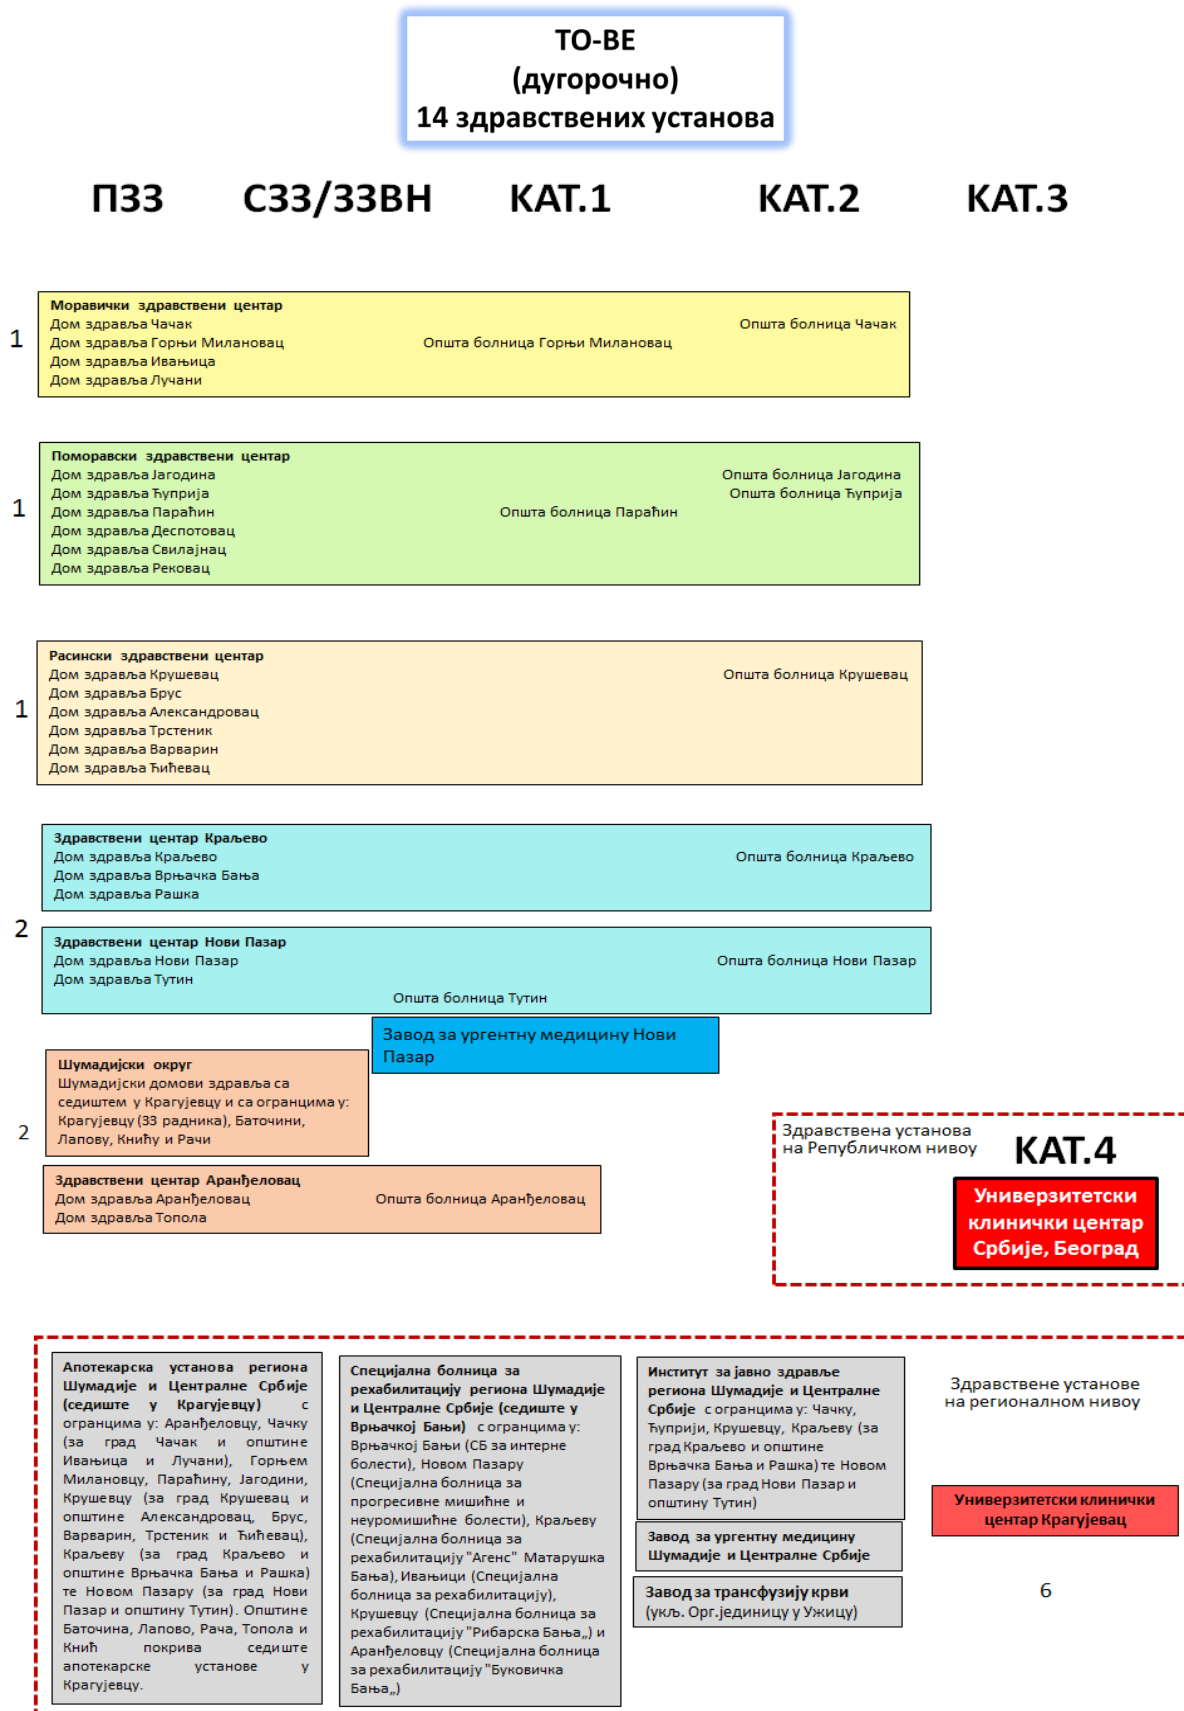 ТО-ВЕ
(дугорочно)
14 здравствених установа
ПЗЗ СЗЗ/ЗЗВН КАТ.1 КАТ.2 КАТ.3
1
Моравички здравствени центар
Дом здравља Чачак Општа болница Чачак
Дом здравља Горњи Милановац Општа болница Горњи Милановац
Дом здравља Ивањица
Дом здравља Лучани
1
Поморавски здравствени центар
Дом здравља Јагодина Општа болница Јагодина
Дом здравља Ћуприја Општа болница Ћуприја
Дом здравља Параћин Општа болница Параћин
Дом здравља Деспотовац
Дом здравља Свилајнац
Дом здравља Рековац
1
Расински здравствени центар
Дом здравља Крушевац Општа болница Крушевац
Дом здравља Брус
Дом здравља Александровац
Дом здравља Трстеник
Дом здравља Варварин
Дом здравља Ћићевац
2
Здравствени центар Краљево
Дом здравља Краљево Општа болница Краљево
Дом здравља Врњачка Бања
Дом здравља Рашка
Здравствени центар Нови Пазар
Дом здравља Нови Пазар Општа болница Нови Пазар
Дом здравља Тутин
Општа болница Тутин
Завод за ургентну медицину Нови
Пазар
2
Шумадијски округ
Шумадијски домови здравља са
седиштем у Крагујевцу и са огранцима у:
Крагујевцу (ЗЗ радника), Баточини,
Лапову, Книћу и Рачи
Здравствени центар Аранђеловац
Дом здравља Аранђеловац Општа болница Аранђеловац
Дом здравља Топола
Здравствена установа
на Републичком нивоу
КАТ.4
Универзитетски
клинички центар
Србије, Београд
Апотекарска установа региона
Шумадије и Централне Србије
(седиште у Крагујевцу) с
огранцима у: Аранђеловцу, Чачку
(за град Чачак и општине
Ивањица и Лучани), Горњем
Милановцу, Параћину, Јагодини,
Крушевцу (за град Крушевац и
општине Александровац, Брус,
Варварин, Трстеник и Ћићевац),
Краљеву (за град Краљево и
општине Врњачка Бања и Рашка)
те Новом Пазару (за град Нови
Пазар и општину Тутин). Општине
Баточина, Лапово, Рача, Топола и
Кнић покрива седиште
апотекарске установе у
Крагујевцу.
Специјална болница за
рехабилитацију региона Шумадије
и Централне Србије (седиште у
Врњачкој Бањи) с огранцима у:
Врњачкој Бањи (СБ за интерне
болести), Новом Пазару
(Специјална болница за
прогресивне мишићне и
неуромишићне болести), Краљеву
(Специјална болница за
рехабилитацију "Агенс" Матарушка
Бања), Ивањици (Специјална
болница за рехабилитацију),
Крушевцу (Специјална болница за
рехабилитацију "Рибарска Бања„) и
Аранђеловцу (Специјална болница
за рехабилитацију "Буковичка
Бања„)
Институт за јавно здравље
региона Шумадије и Централне
Србије с огранцима у: Чачку,
Ћуприји, Крушевцу, Краљеву (за
град Краљево и општине
Врњачка Бања и Рашка) те Новом
Пазару (за град Нови Пазар и
општину Тутин)
Завод за ургентну медицину
Шумадије и Централне Србије
Завод за трансфузију крви
(укљ. Орг.јединицу у Ужицу)
Здравствене установе
на регионалном нивоу
Универзитетски клинички
центар Крагујевац
6